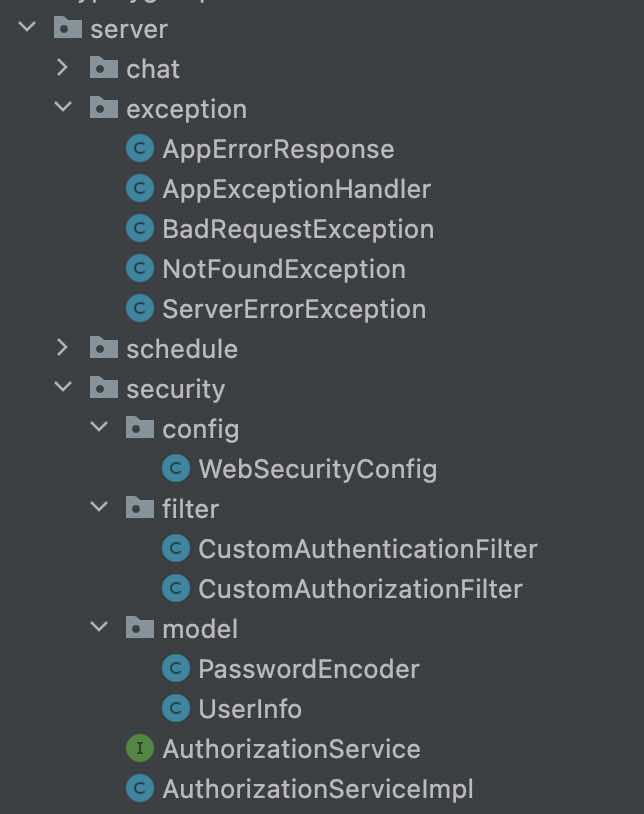 server
chat
exception
C AppErrorResponse
C AppExceptionHandler
C BadRequestException
C NotFoundException
C ServerErrorException
schedule
security
config
C WebSecurityConfig
filter
C CustomAuthenticationFilter
C CustomAuthorizationFilter
model
C PasswordEncoder
C UserInfo
I AuthorizationService
C AuthorizationServiceImpl